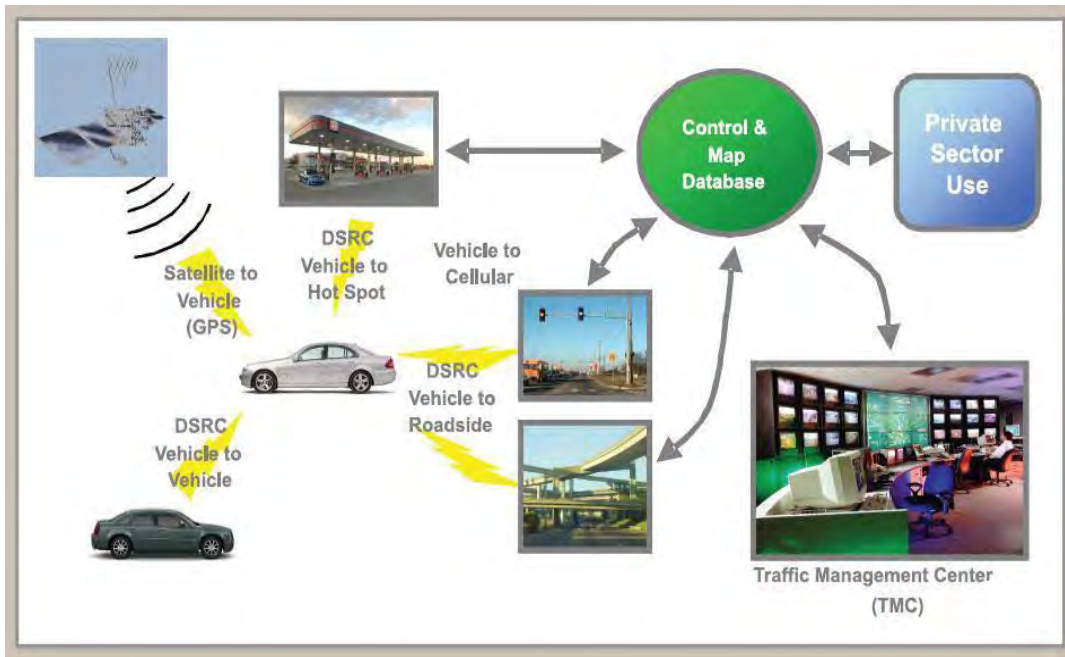 Control &
Map
Database
Private
Sector
Use
DSRC
Vehicle to
Hot Spot
Vehicle to
Cellular
Satellite to
Vehicle
(GPS)
DSRC
Vehicle to
Roadside
DSRC
Vehicle to
Vehicle
Traffic Management Center
(TMC)